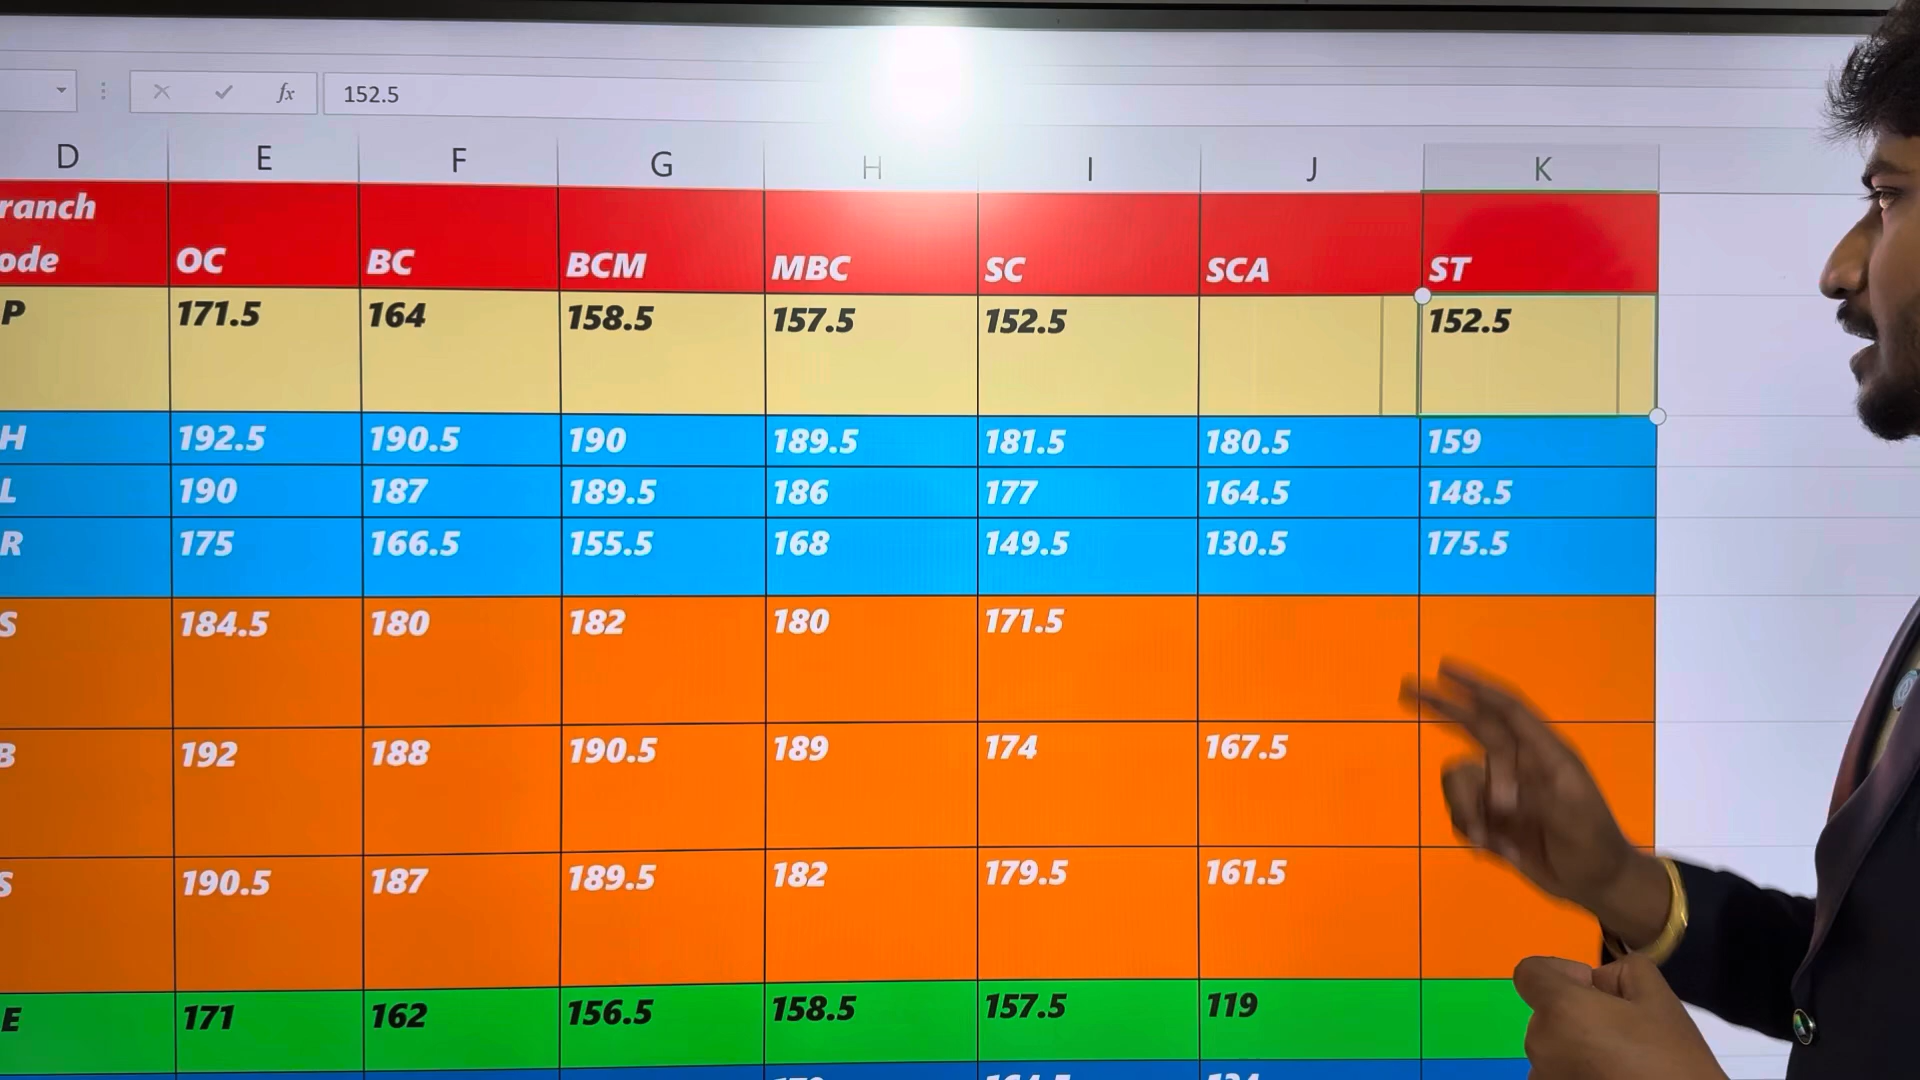 fx 152.5
D E F G H I J K
ranch
ode OC BC BCM MBC SC SCA ST
P 171.5 164 158.5 157.5 152.5 152.5
H 192.5 190.5 190 189.5 181.5 180.5 159
L 190 187 189.5 186 177 164.5 148.5
R 175 166.5 155.5 168 149.5 130.5 175.5
S 184.5 180 182 180 171.5
B 192 188 190.5 189 174 167.5
S 190.5 187 189.5 182 179.5 161.5
E 171 162 156.5 158.5 157.5 119